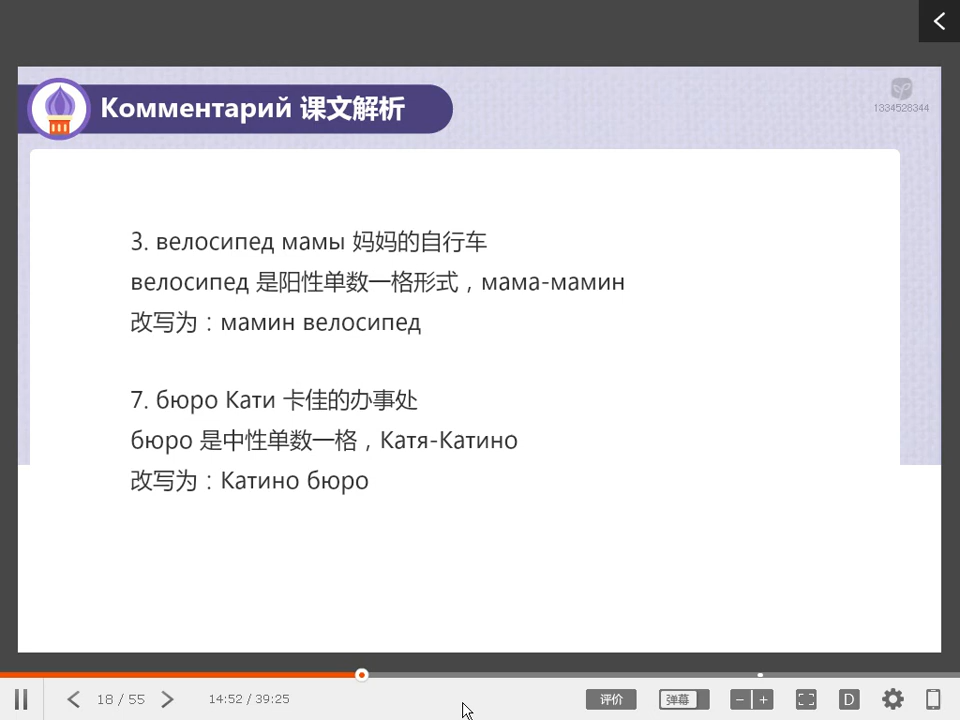 Комментарий 课文解析
1334528344
3. велосипед мамы 妈妈的自行车
велосипед 是阳性单数一格形式，мама-мамин
改写为：мамин велосипед
7. бюро Кати 卡佳的办事处
бюро 是中性单数一格，Катя-Катино
改写为：Катино бюро
18 / 55
14:52 / 39:25
评价
弹幕
D